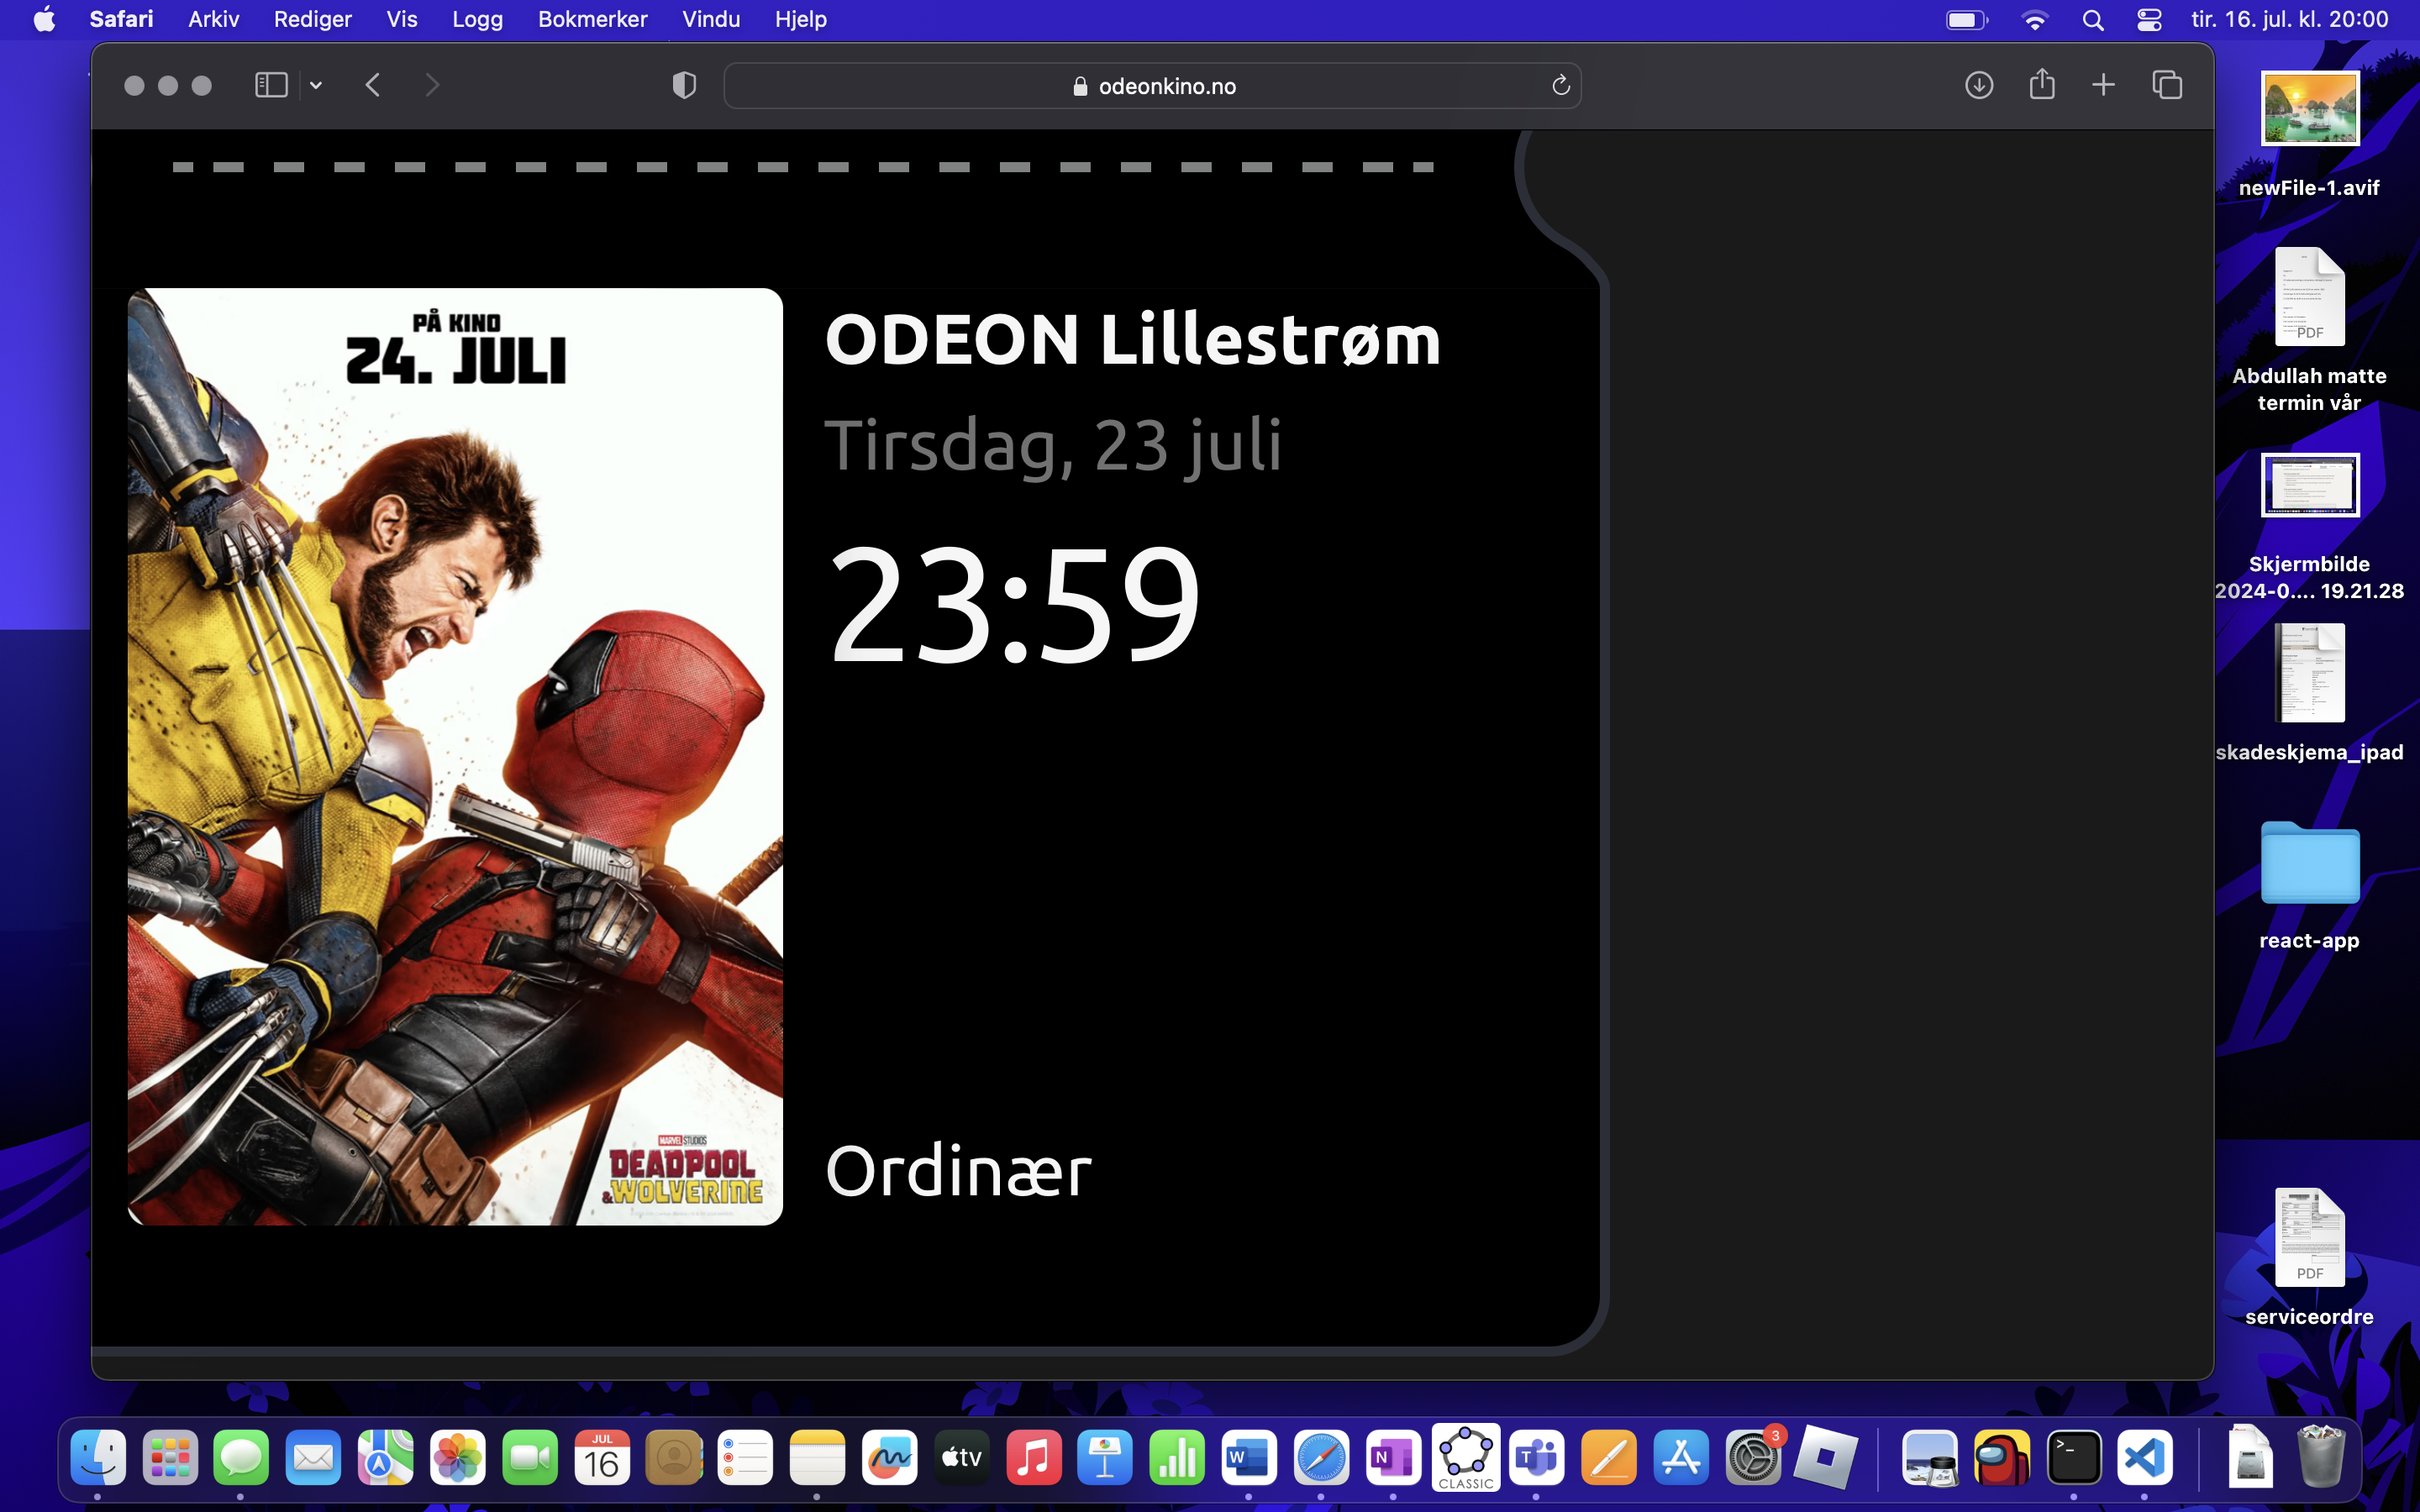 Safari Arkiv Rediger Vis Logg Bokmerker Vindu Hjelp
tir. 16. jul. kl. 20:00
odeonkino.no
PÅ KINO
24. JULI
MARVEL STUDIOS
DEADPOOL
& WOLVERINE
ODEON Lillestrøm
Tirsdag, 23 juli
23:59
Ordinær
newFile-1.avif
PDF
Abdullah matte
termin vår
Skjermbilde
2024-0.... 19.21.28
skadeskjema_ipad
react-app
PDF
serviceordre
JUL
16
tv
W
N
CLASSIC
T
3
>_